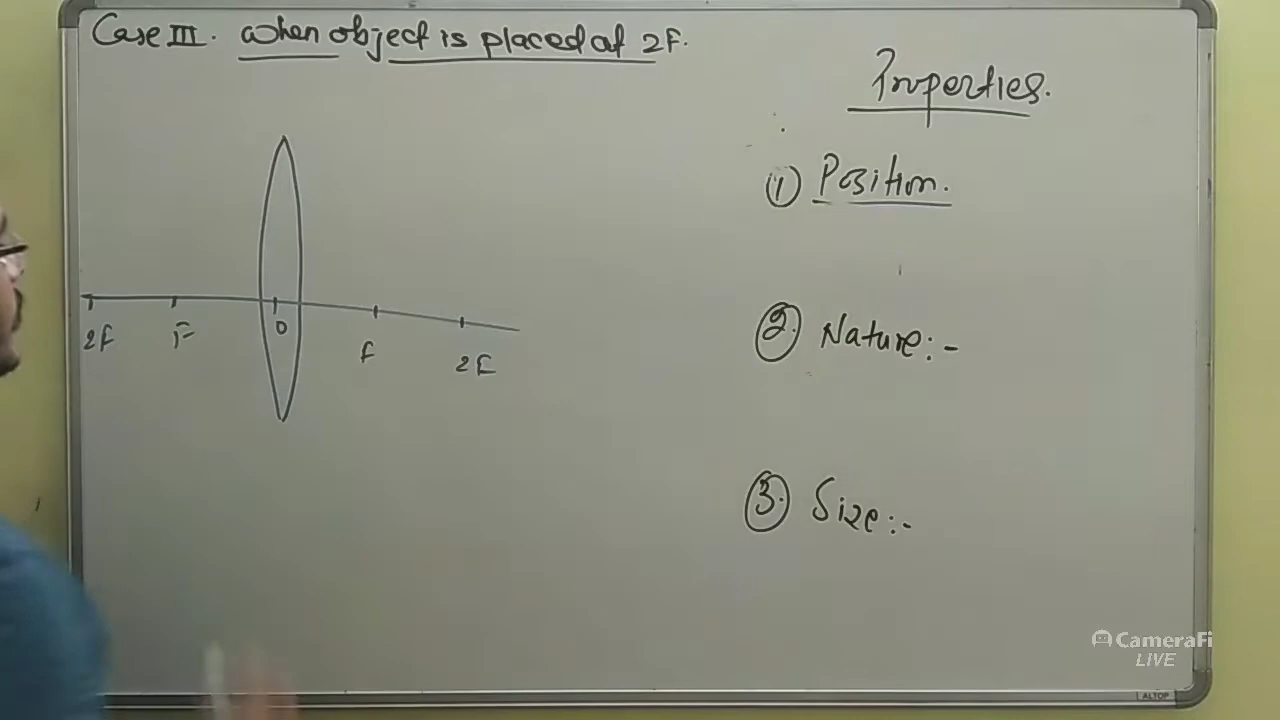 Case III. when object is placed at 2F.
Properties.
① Position.
2F F O F 2F
② Nature:-
③ Size:-
CameraFi
LIVE
ALTOP